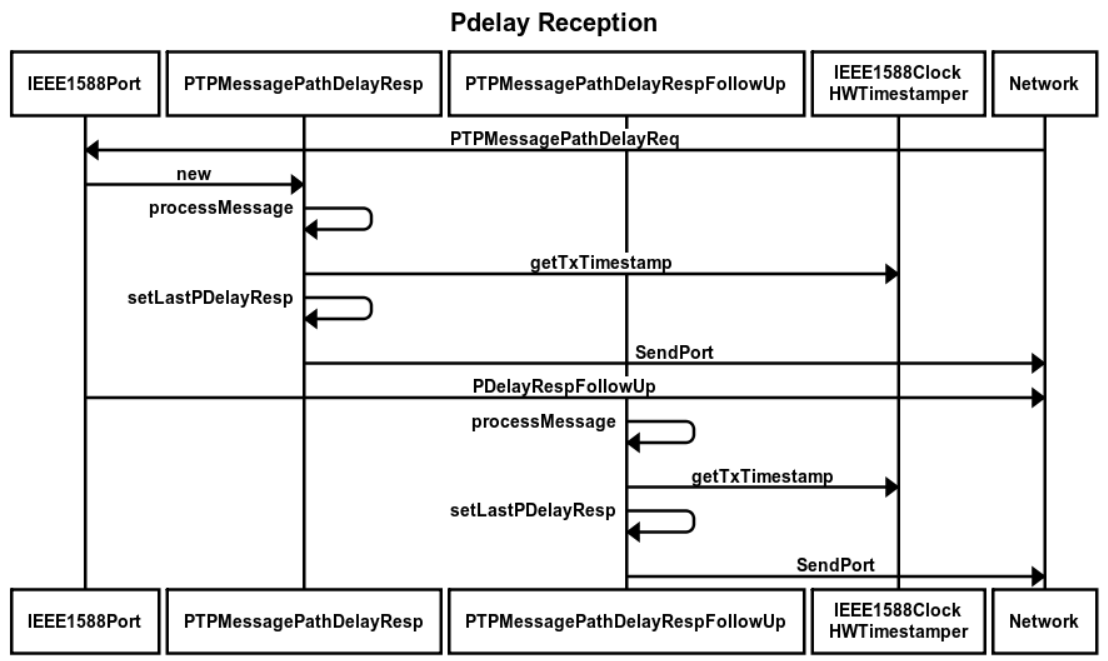 Pdelay Reception
IEEE1588Port
PTPMessagePathDelayResp
PTPMessagePathDelayRespFollowUp
IEEE1588Clock
HWTimestamper
Network
PTPMessagePathDelayReq
new
processMessage
getTxTimestamp
setLastPDelayResp
SendPort
PDelayRespFollowUp
processMessage
getTxTimestamp
setLastPDelayResp
SendPort
IEEE1588Port
PTPMessagePathDelayResp
PTPMessagePathDelayRespFollowUp
IEEE1588Clock
HWTimestamper
Network